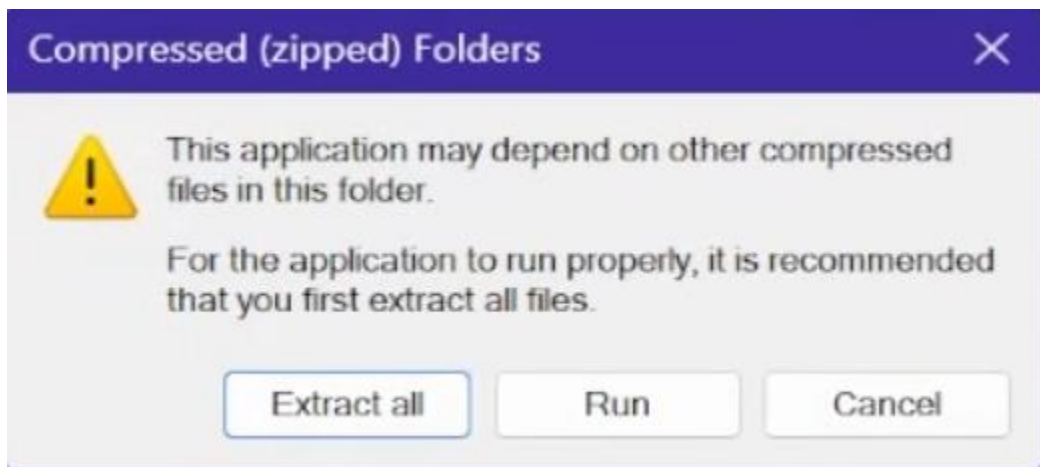 Compressed (zipped) Folders
This application may depend on other compressed
files in this folder.
For the application to run properly, it is recommended
that you first extract all files.
Extract all Run Cancel